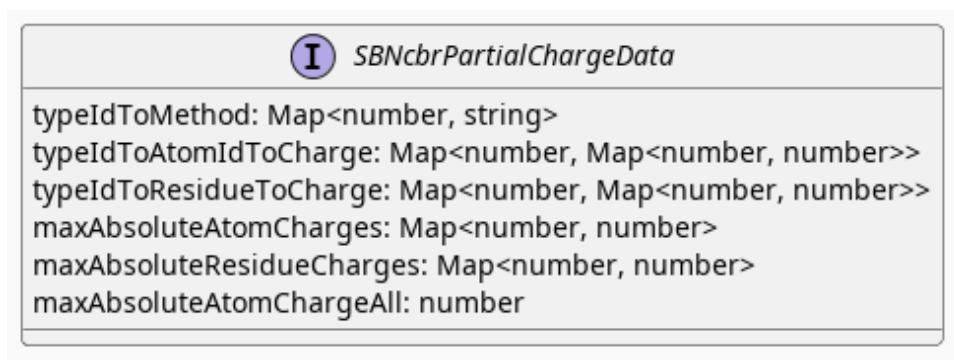 I SBNcbrPartialChargeData
typeIdToMethod: Map<number, string>
typeIdToAtomIdToCharge: Map<number, Map<number, number>>
typeIdToResidueToCharge: Map<number, Map<number, number>>
maxAbsoluteAtomCharges: Map<number, number>
maxAbsoluteResidueCharges: Map<number, number>
maxAbsoluteAtomChargeAll: number